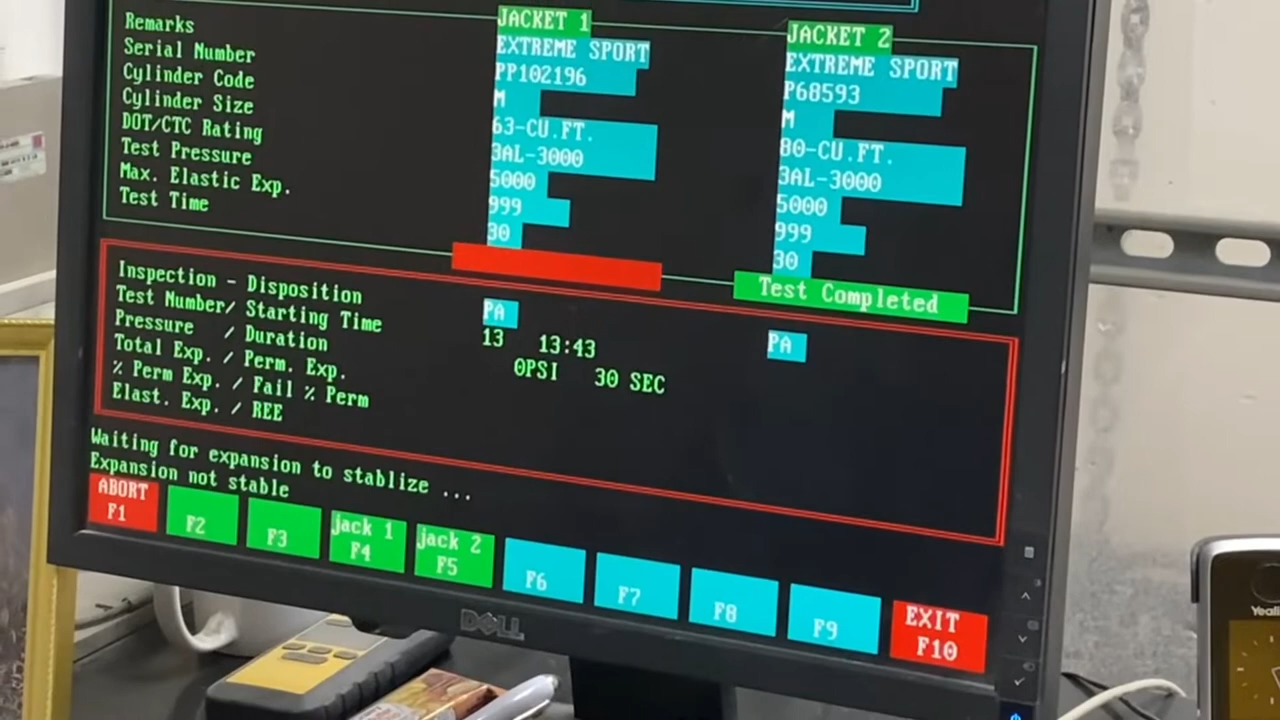 JACKET 1 JACKET 2
Remarks EXTREME SPORT EXTREME SPORT
Serial Number PP102196 P68593
Cylinder Code M M
Cylinder Size 63-CU.FT. 80-CU.FT.
DOT/CTC Rating 3AL-3000 3AL-3000
Test Pressure 5000 5000
Max. Elastic Exp. 999 999
Test Time 30 30
Test Completed
Inspection - Disposition PA PA
Test Number/ Starting Time 13 13:43
Pressure / Duration 0PSI 30 SEC
Total Exp. / Perm. Exp.
% Perm Exp. / Fail % Perm
Elast. Exp. / REE
Waiting for expansion to stablize ...
Expansion not stable
ABORT F1
F2
F3
jack 1 F4
jack 2 F5
F6
F7
F8
F9
EXIT F10
DELL